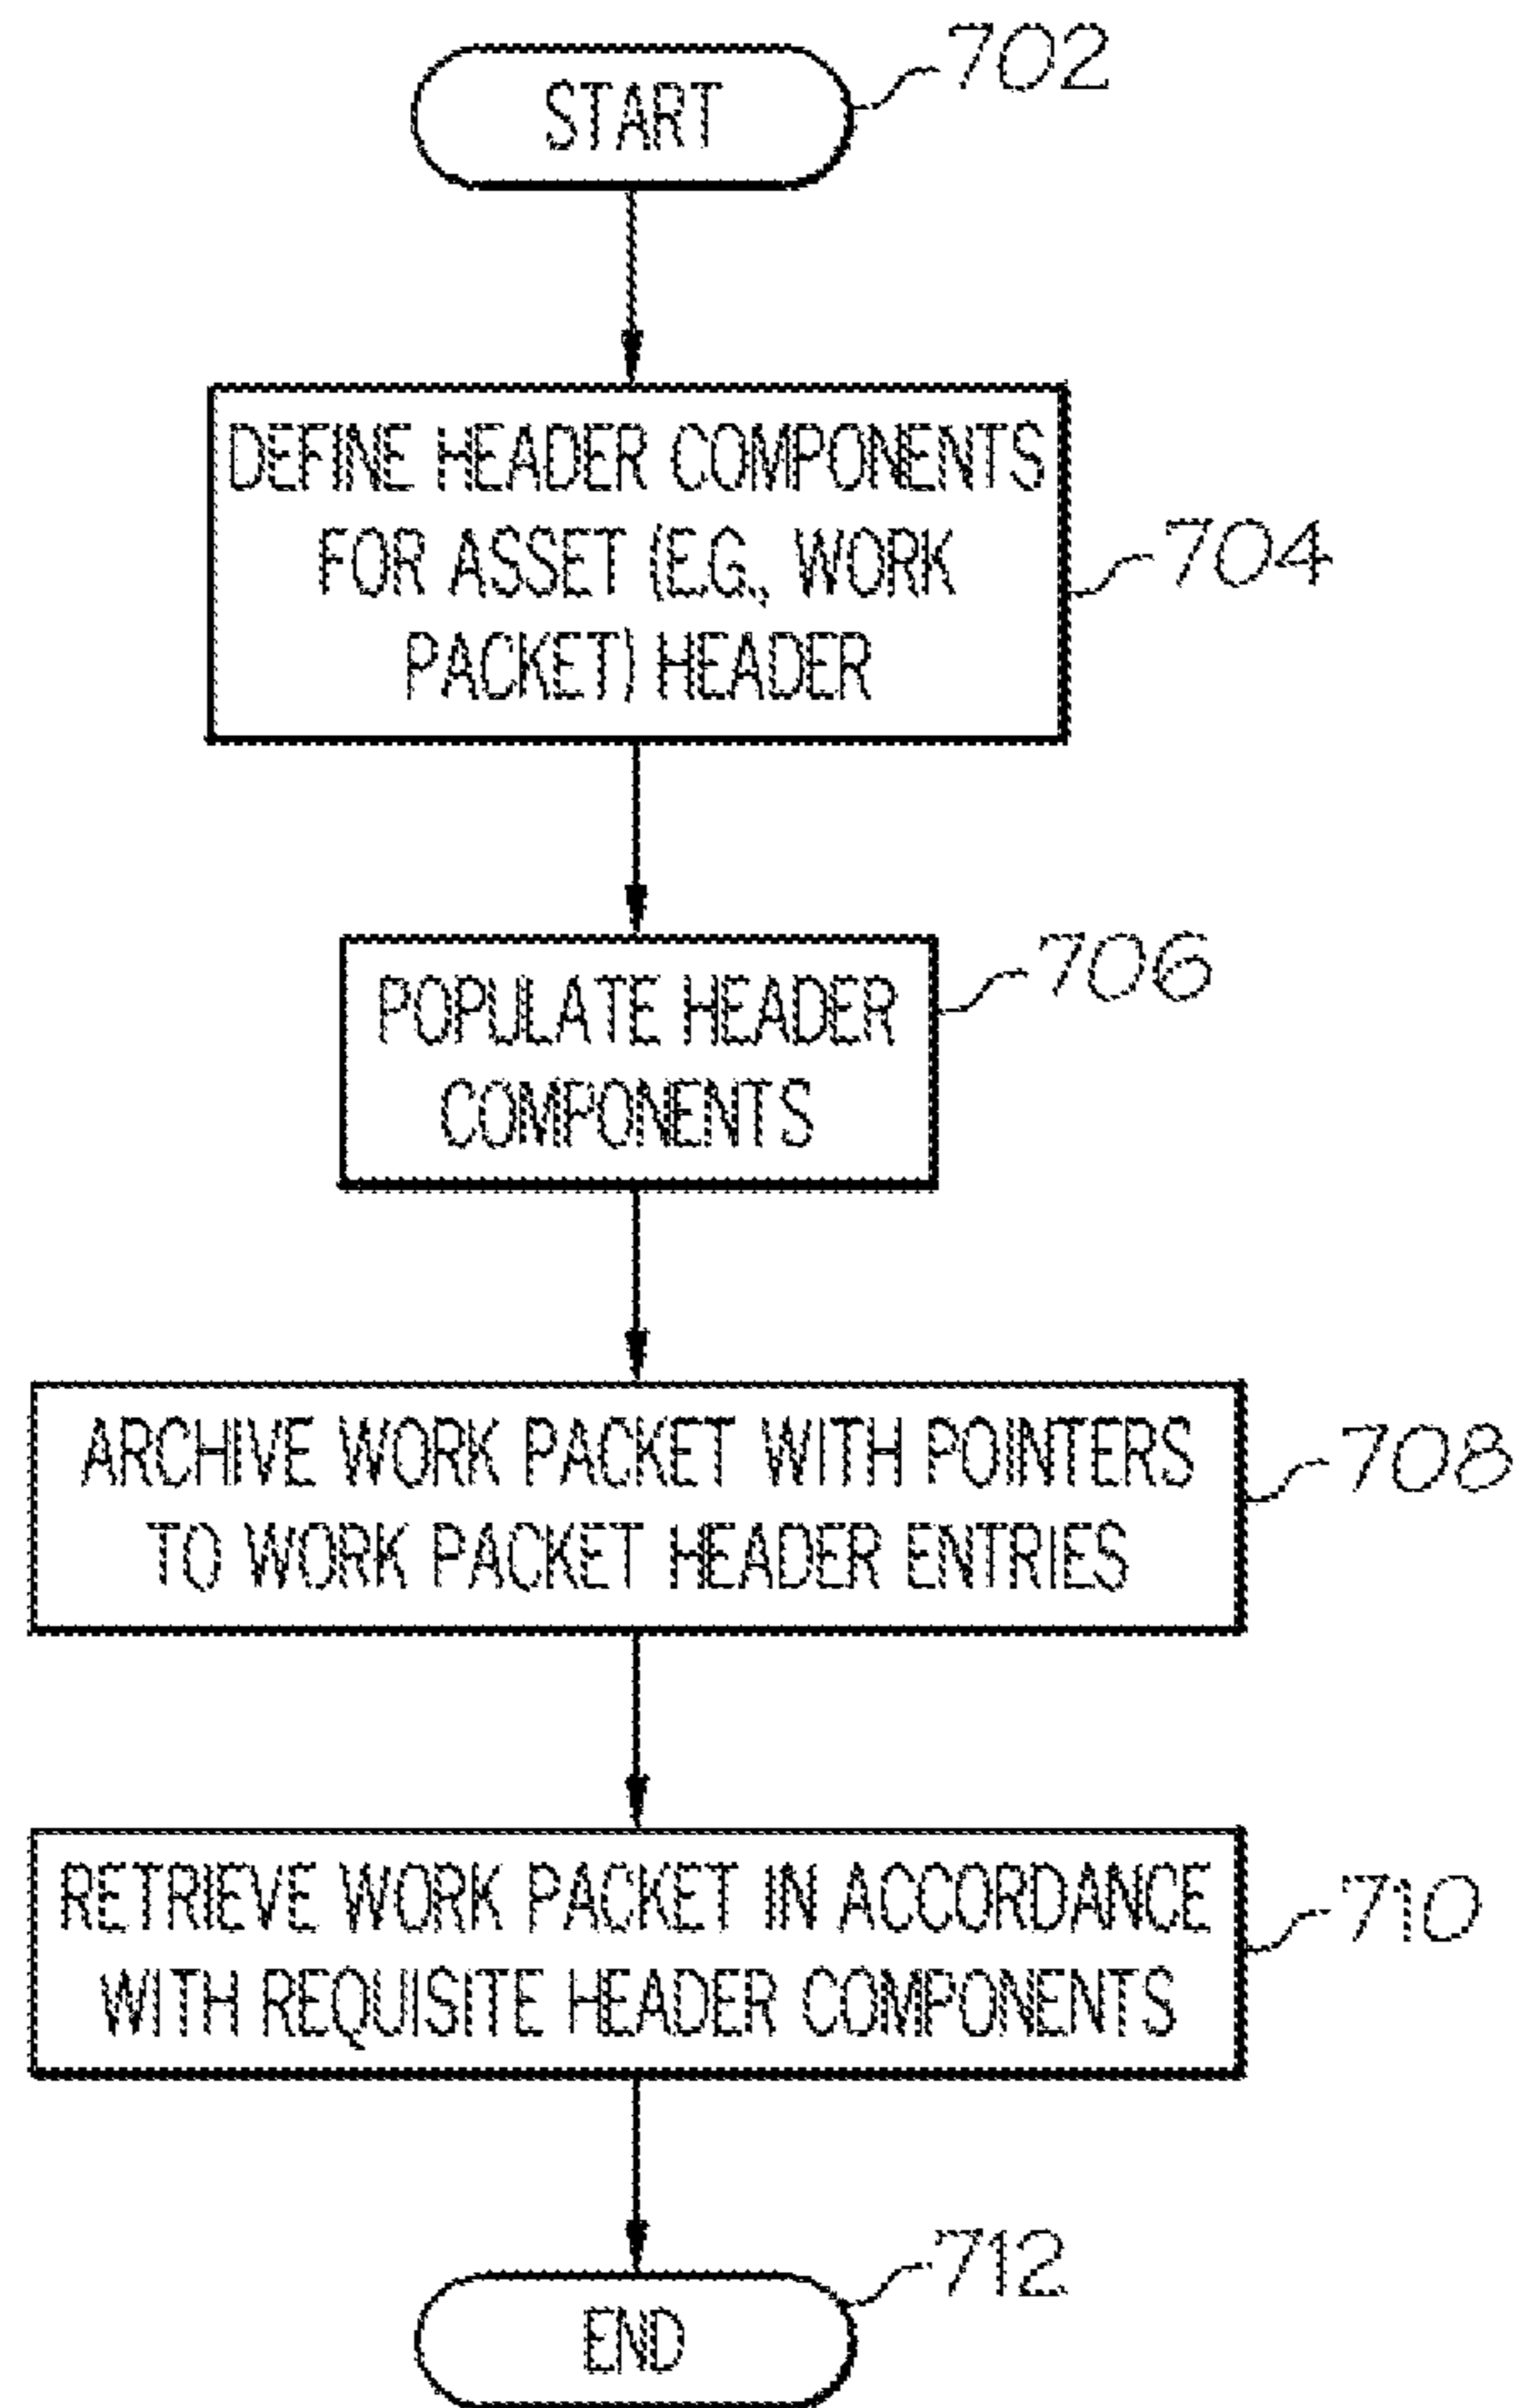 START
702
DEFINE HEADER COMPONENTS
FOR ASSET (E.G., WORK
PACKET) HEADER
704
POPULATE HEADER
COMPONENTS
706
ARCHIVE WORK PACKET WITH POINTERS
TO WORK PACKET HEADER ENTRIES
708
RETRIEVE WORK PACKET IN ACCORDANCE
WITH REQUISITE HEADER COMPONENTS
710
END
712